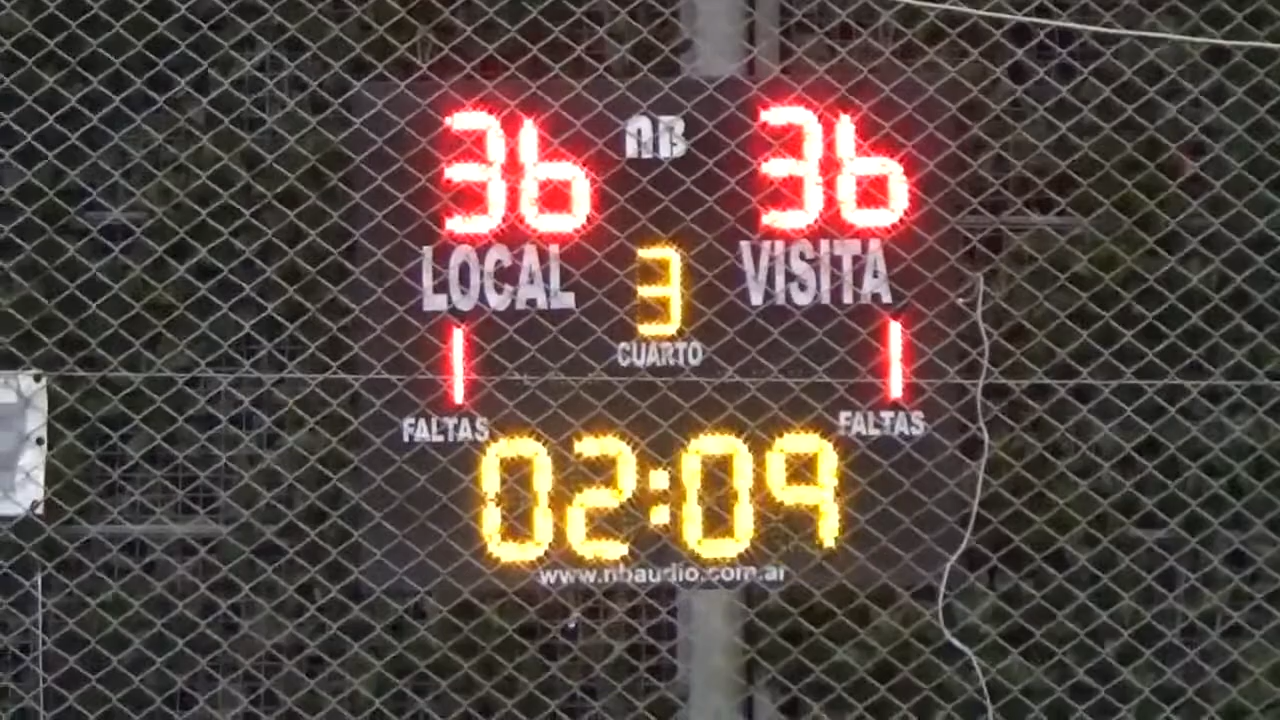 36 NB 36
LOCAL 3 VISITA
CUARTO
1 1
FALTAS FALTAS
02:09
www.nbaudio.com.ar